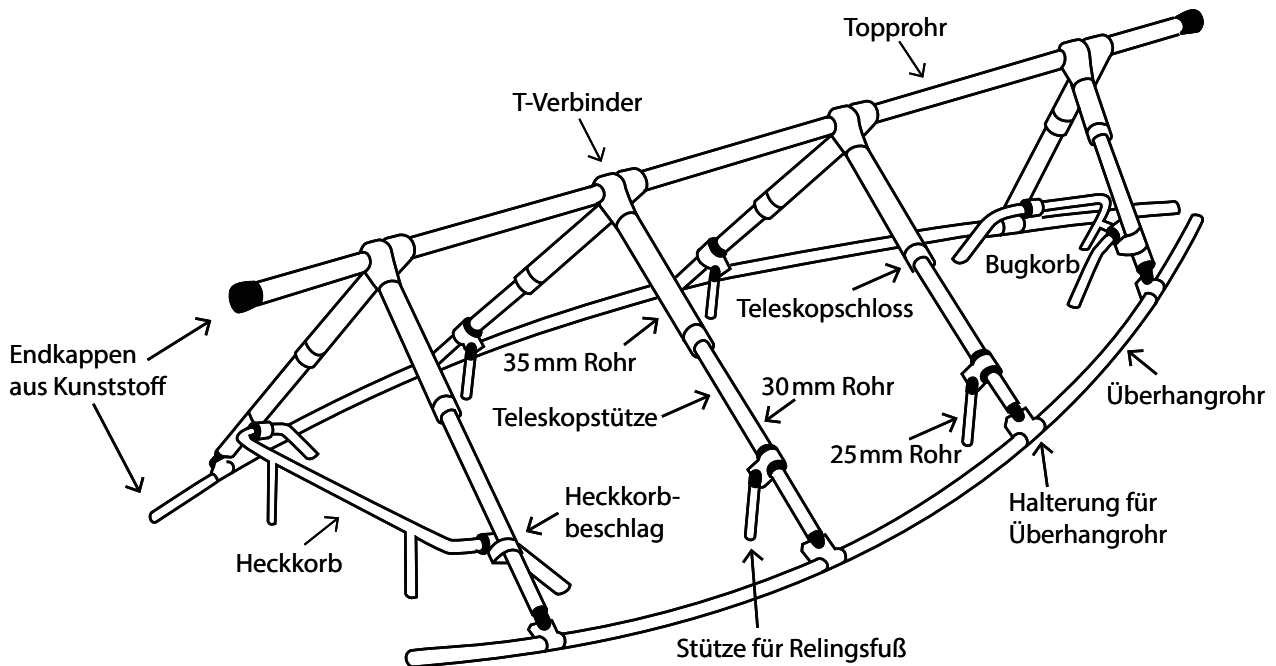 Topprohr
T-Verbinder
Bugkorb
Teleskopschloss
Endkappen
aus Kunststoff
35 mm Rohr
30 mm Rohr
Überhangrohr
Teleskopstütze
25 mm Rohr
Heckkorb-
beschlag
Halterung für
Überhangrohr
Heckkorb
Stütze für Relingsfuß